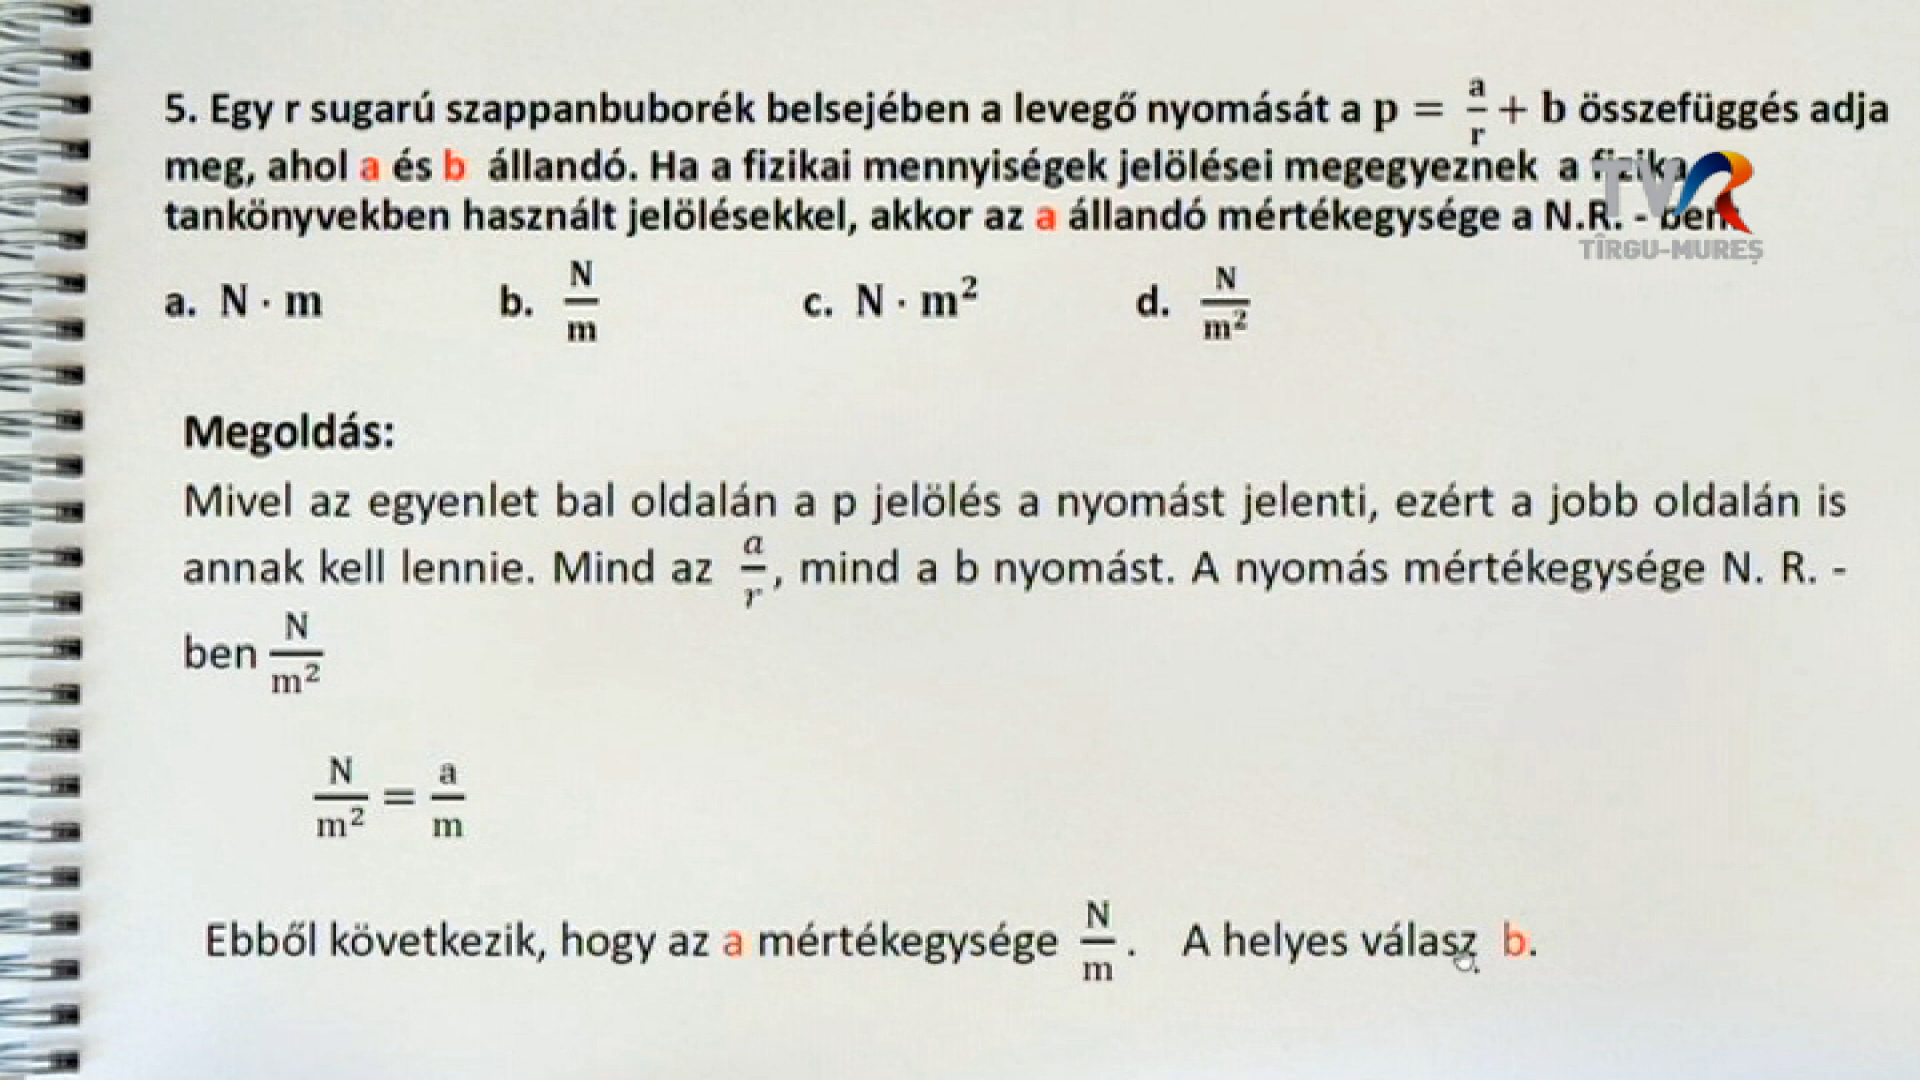 5. Egy r sugarú szappanbuborék belsejében a levegő nyomását a p = a/r + b összefüggés adja
meg, ahol a és b állandó. Ha a fizikai mennyiségek jelölései megegyeznek a fizika
tankönyvekben használt jelölésekkel, akkor az a állandó mértékegysége a N.R. - ben:
TVR
TÎRGU-MUREȘ
a. N · m b. N/m c. N · m² d. N/m²
Megoldás:
Mivel az egyenlet bal oldalán a p jelölés a nyomást jelenti, ezért a jobb oldalán is
annak kell lennie. Mind az a/r, mind a b nyomást. A nyomás mértékegysége N. R. -
ben N/m²
N/m² = a/m
Ebből következik, hogy az a mértékegysége N/m. A helyes válasz b.